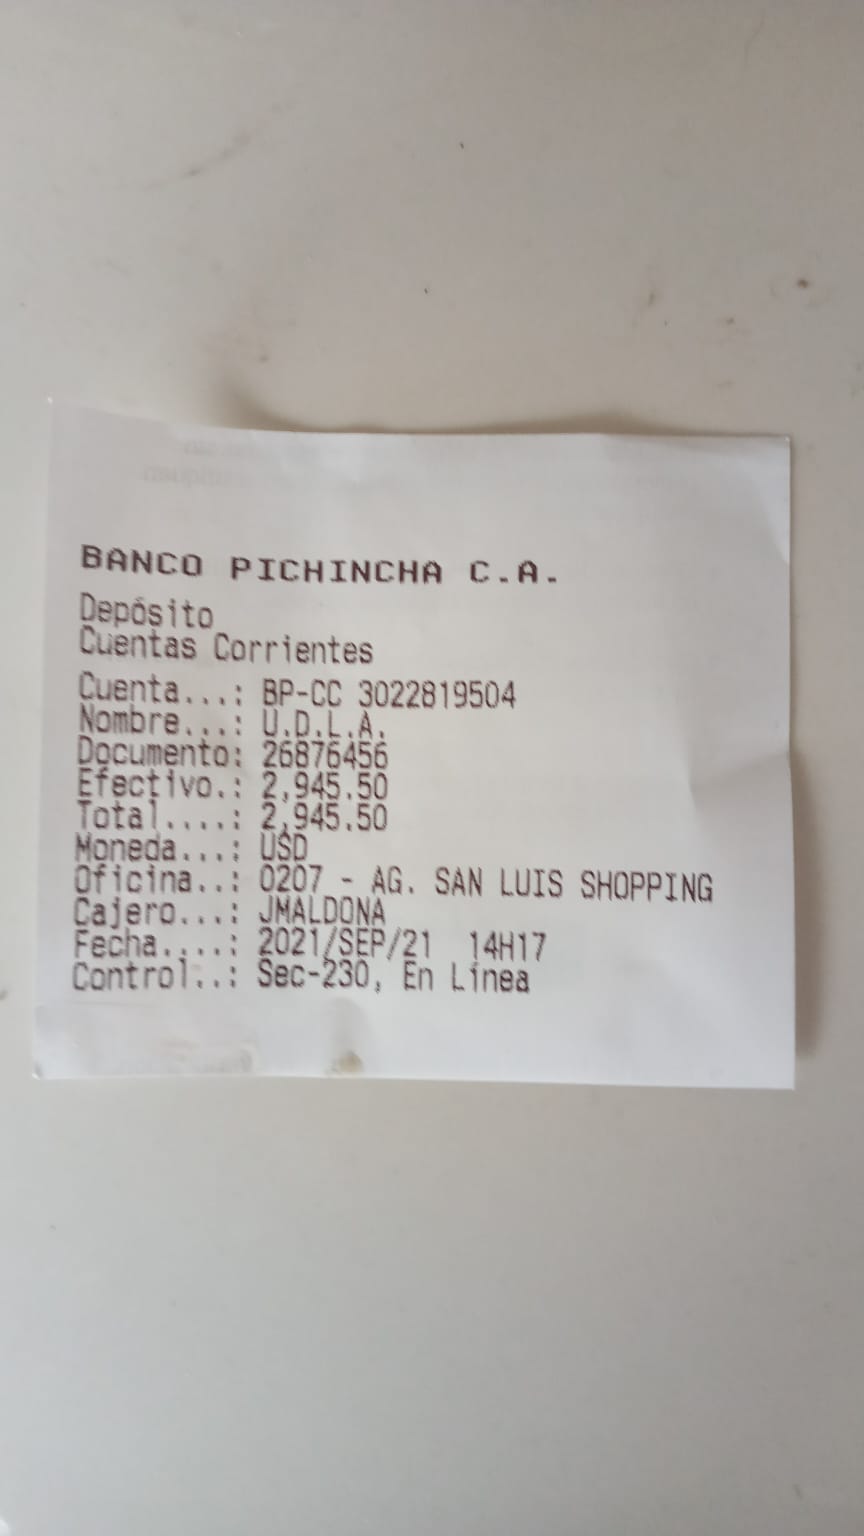 BANCO PICHINCHA C.A.
Depósito
Cuentas Corrientes
Cuenta...: BP-CC 3022819504
Nombre...: U.D.L.A.
Documento: 26876456
Efectivo.: 2,945.50
Total....: 2,945.50
Moneda...: USD
Oficina..: 0207 - AG. SAN LUIS SHOPPING
Cajero...: JMALDONA
Fecha....: 2021/SEP/21 14H17
Control..: Sec-230, En Línea